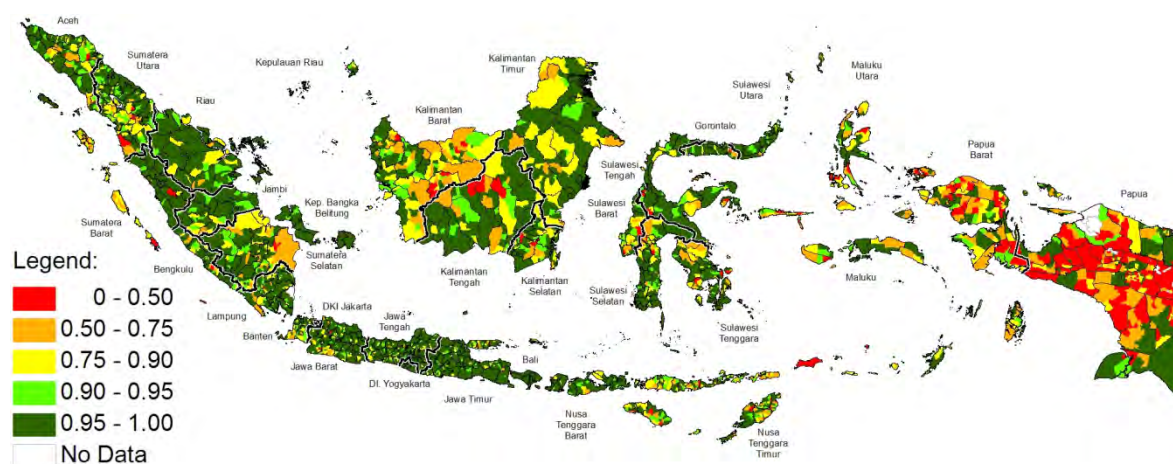 Aceh
Sumatera
Utara
Kepulauan Riau
Riau
Kalimantan
Timur
Kalimantan
Barat
Sulawesi
Utara
Gorontalo
Maluku
Utara
Papua
Barat
Papua
Sulawesi
Tengah
Sulawesi
Barat
Jambi
Kep. Bangka
Belitung
Sumatera
Barat
Sumatera
Selatan
Bengkulu
Kalimantan
Tengah
Kalimantan
Selatan
Sulawesi
Selatan
Maluku
Lampung
DKI Jakarta
Jawa
Tengah
Sulawesi
Tenggara
Banten
Bali
Jawa Barat
DI. Yogyakarta
Jawa Timur
Nusa
Tenggara
Barat
Nusa
Tenggara
Timur
Legend:
0 - 0.50
0.50 - 0.75
0.75 - 0.90
0.90 - 0.95
0.95 - 1.00
No Data